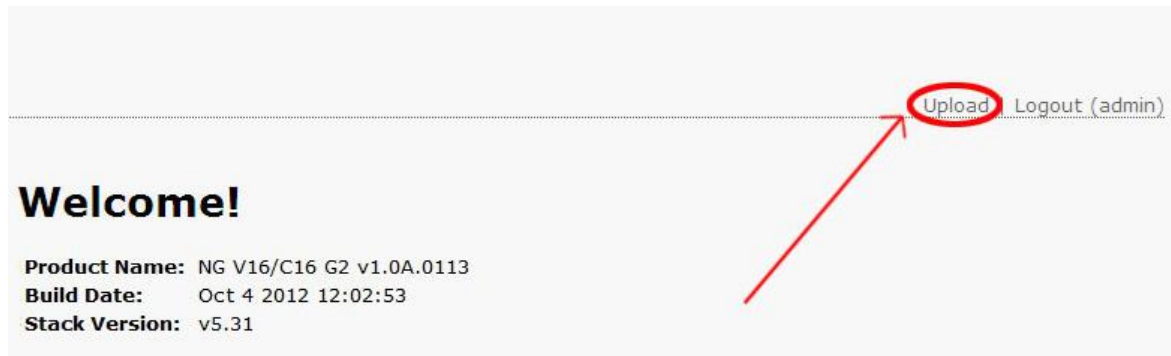 Upload | Logout (admin)
Welcome!
Product Name: NG V16/C16 G2 v1.0A.0113
Build Date: Oct 4 2012 12:02:53
Stack Version: v5.31